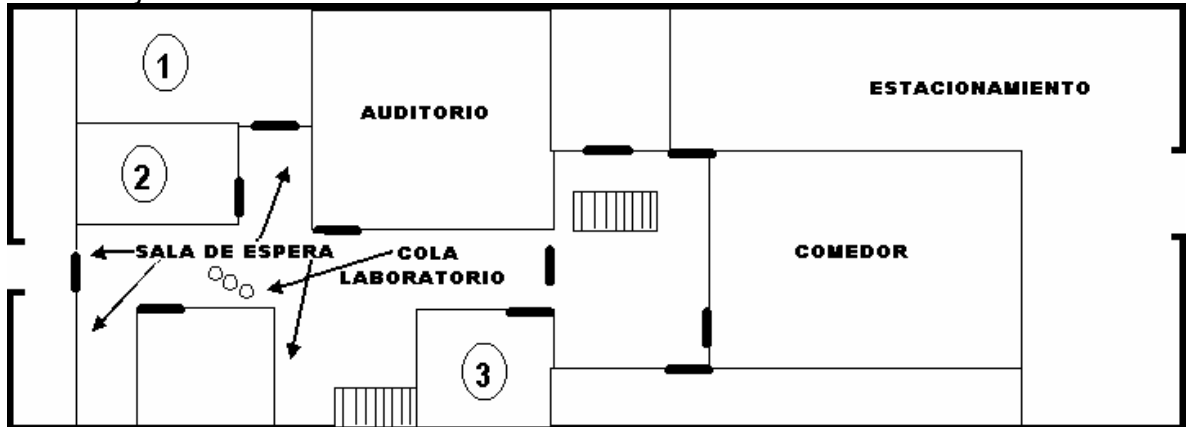 1
ESTACIONAMIENTO
AUDITORIO
2
SALA DE ESPERA
COLA
LABORATORIO
COMEDOR
3